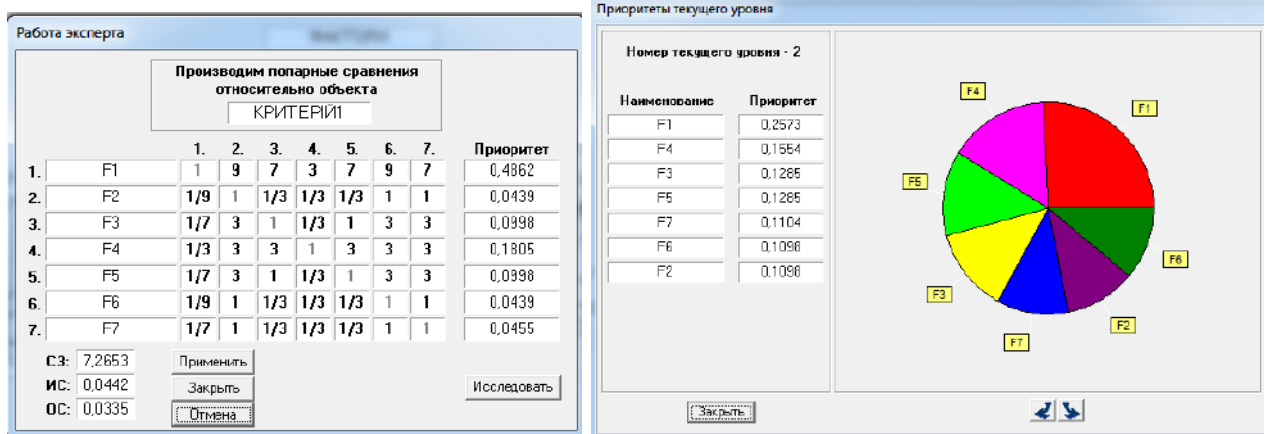 Работа эксперта
Производим попарные сравнения
относительно объекта
КРИТЕРІЙ1
1. 2. 3. 4. 5. 6. 7. Приоритет
1. F1 1 9 7 3 7 9 7 0,4862
2. F2 1/9 1 1/3 1/3 1/3 1 1 0,0439
3. F3 1/7 3 1 1/3 1 3 3 0,0998
4. F4 1/3 3 3 1 3 3 3 0,1805
5. F5 1/7 3 1 1/3 1 3 3 0,0998
6. F6 1/9 1 1/3 1/3 1/3 1 1 0,0439
7. F7 1/7 1 1/3 1/3 1/3 1 1 0,0455
СЗ: 7,2653
ИС: 0,0442
ОС: 0,0335
Применить
Закрыть
Отмена
Исследовать
Приоритеты текущего уровня
Номер текущего уровня - 2
Наименование Приоритет
F1 0,2573
F4 0,1554
F3 0,1285
F5 0,1285
F7 0,1104
F6 0,1098
F2 0,1098
Закрыть
F4
F1
F5
F6
F3
F2
F7